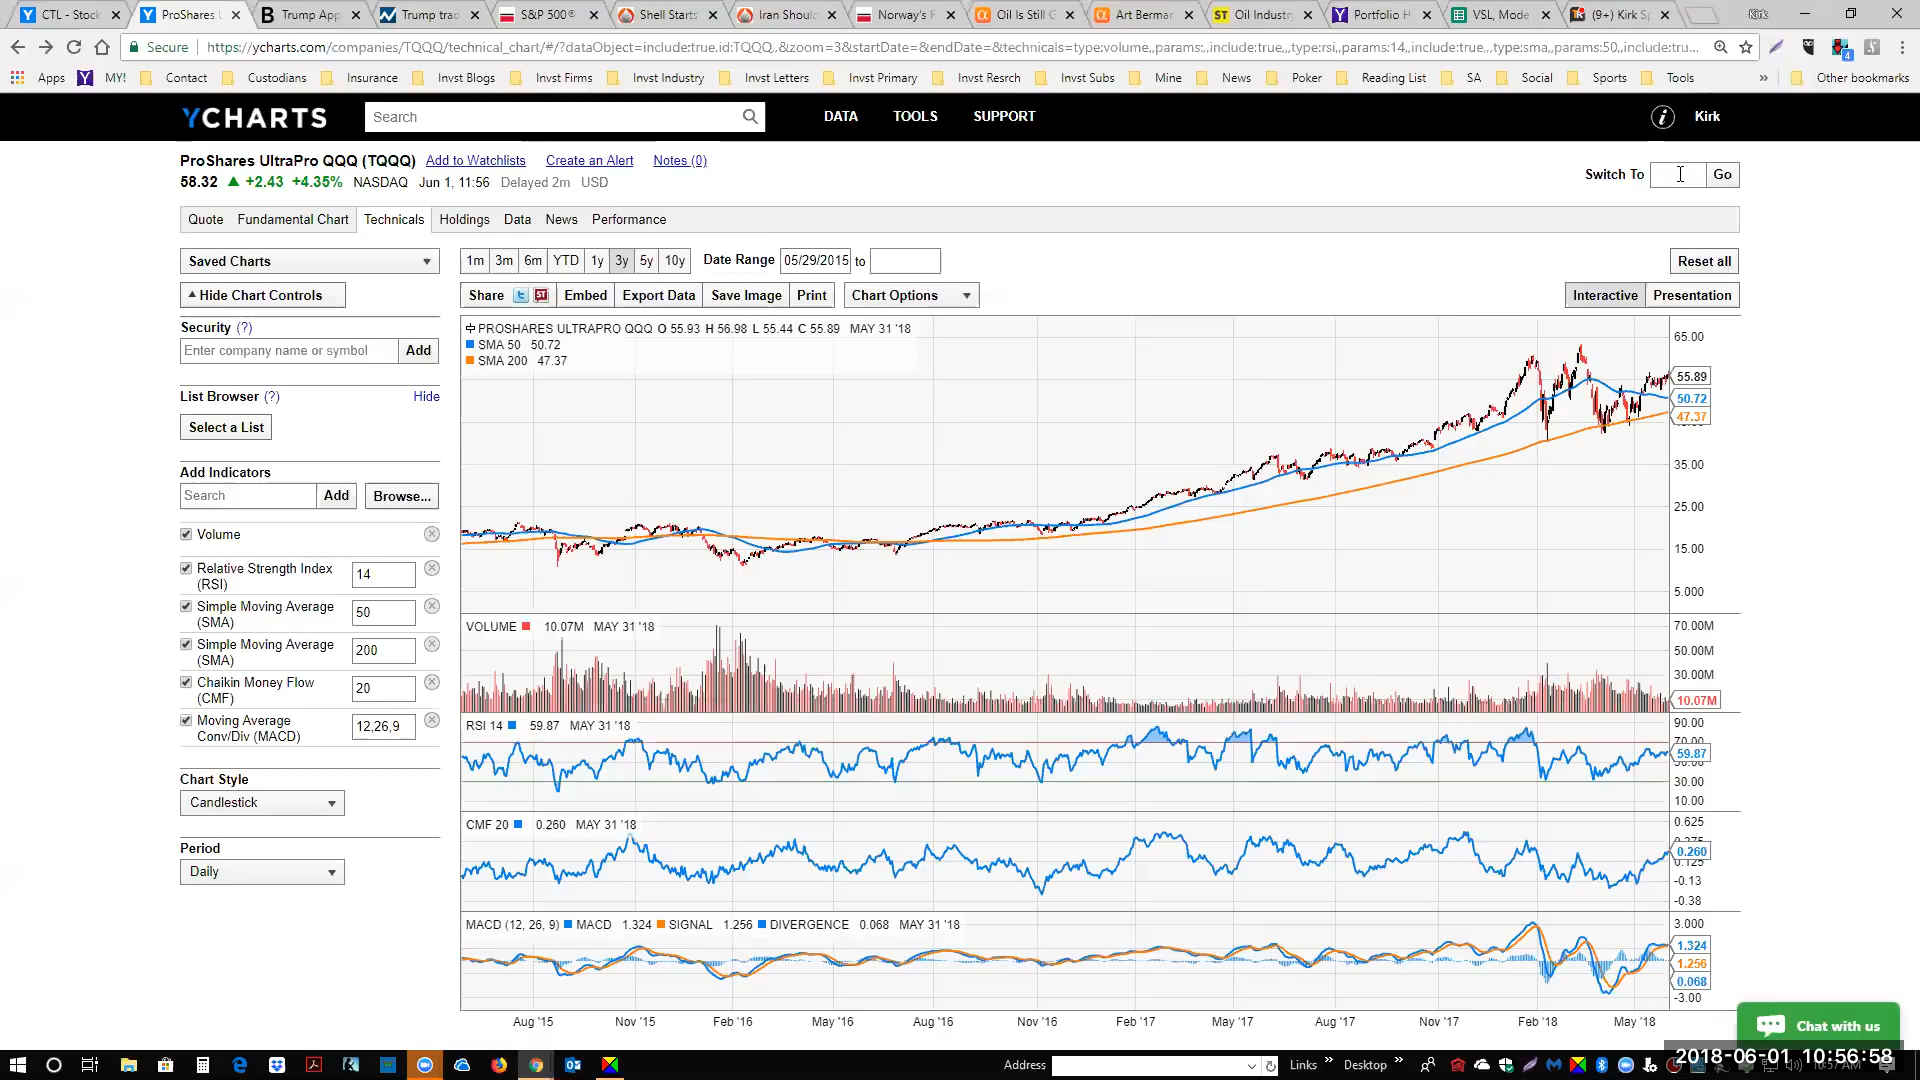 CTL - Stock
ProShares
Trump App
Trump trac
S&P 500®
Shell Starts
Iran Shoul
Norway's F
Oil Is Still G
Art Bermar
Oil Industr
Portfolio H
VSL, Mode
(9+) Kirk Sp
Kirk
Secure
https://ycharts.com/companies/TQQQ/technical_chart/#/?dataObject=include:true,id:TQQQ,,&zoom=3&startDate=&endDate=&technicals=type:volume,,params:,,include:true,,,type:rsi,,params:14,,include:true,,,type:sma,,params:50,,include:tru...
Apps
MY!
Contact
Custodians
Insurance
Invst Blogs
Invst Firms
Invst Industry
Invst Letters
Invst Primary
Invst Resrch
Invst Subs
Mine
News
Poker
Reading List
SA
Social
Sports
Tools
»
Other bookmarks
YCHARTS
Search
DATA
TOOLS
SUPPORT
Kirk
ProShares UltraPro QQQ (TQQQ) Add to Watchlists Create an Alert Notes (0)
58.32 ▲ +2.43 +4.35% NASDAQ Jun 1, 11:56 Delayed 2m USD
Switch To
Go
Quote
Fundamental Chart
Technicals
Holdings
Data
News
Performance
Saved Charts
Hide Chart Controls
1m 3m 6m YTD 1y 3y 5y 10y Date Range 05/29/2015 to
Reset all
Share Embed Export Data Save Image Print Chart Options
Interactive Presentation
Security (?)
Enter company name or symbol
Add
List Browser (?)
Hide
Select a List
Add Indicators
Search
Add
Browse...
Volume
Relative Strength Index
(RSI)
14
Simple Moving Average
(SMA)
50
Simple Moving Average
(SMA)
200
Chaikin Money Flow
(CMF)
20
Moving Average
Conv/Div (MACD)
12,26,9
Chart Style
Candlestick
Period
Daily
PROSHARES ULTRAPRO QQQ O 55.93 H 56.98 L 55.44 C 55.89 MAY 31 '18
SMA 50 50.72
SMA 200 47.37
65.00
55.89
50.72
47.37
35.00
25.00
15.00
5.000
VOLUME 10.07M MAY 31 '18
70.00M
50.00M
30.00M
10.07M
RSI 14 59.87 MAY 31 '18
90.00
70.00
59.87
30.00
10.00
CMF 20 0.260 MAY 31 '18
0.625
0.260
-0.13
-0.38
MACD (12, 26, 9) MACD 1.324 SIGNAL 1.256 DIVERGENCE 0.068 MAY 31 '18
3.000
1.324
1.256
0.068
-3.00
Aug '15
Nov '15
Feb '16
May '16
Aug '16
Nov '16
Feb '17
May '17
Aug '17
Nov '17
Feb '18
May '18
Chat with us
Address
Links »
Desktop »
2018-06-01 10:56:58